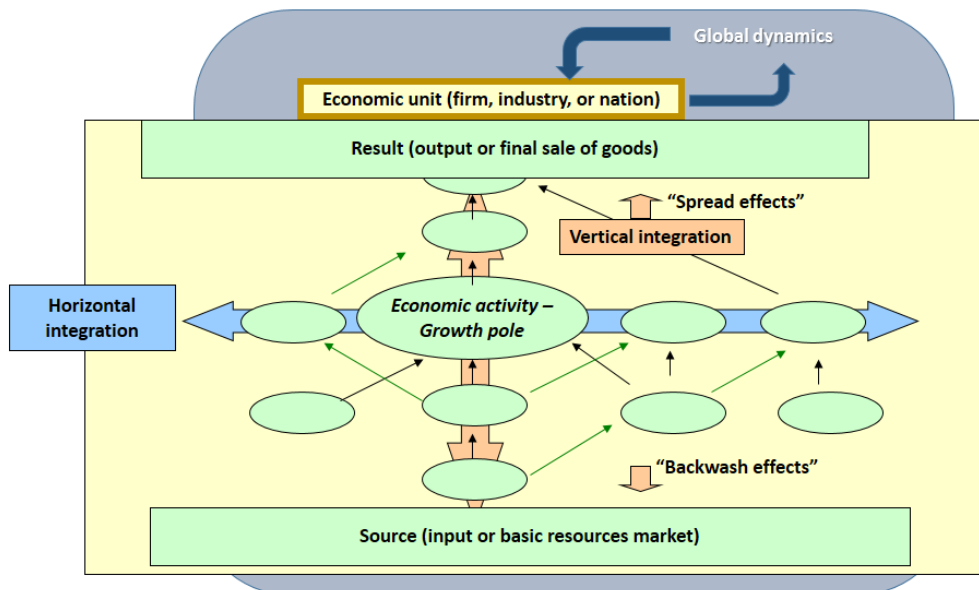 Global dynamics
Economic unit (firm, industry, or nation)
Result (output or final sale of goods)
“Spread effects”
Vertical integration
Horizontal
integration
Economic activity –
Growth pole
“Backwash effects”
Source (input or basic resources market)